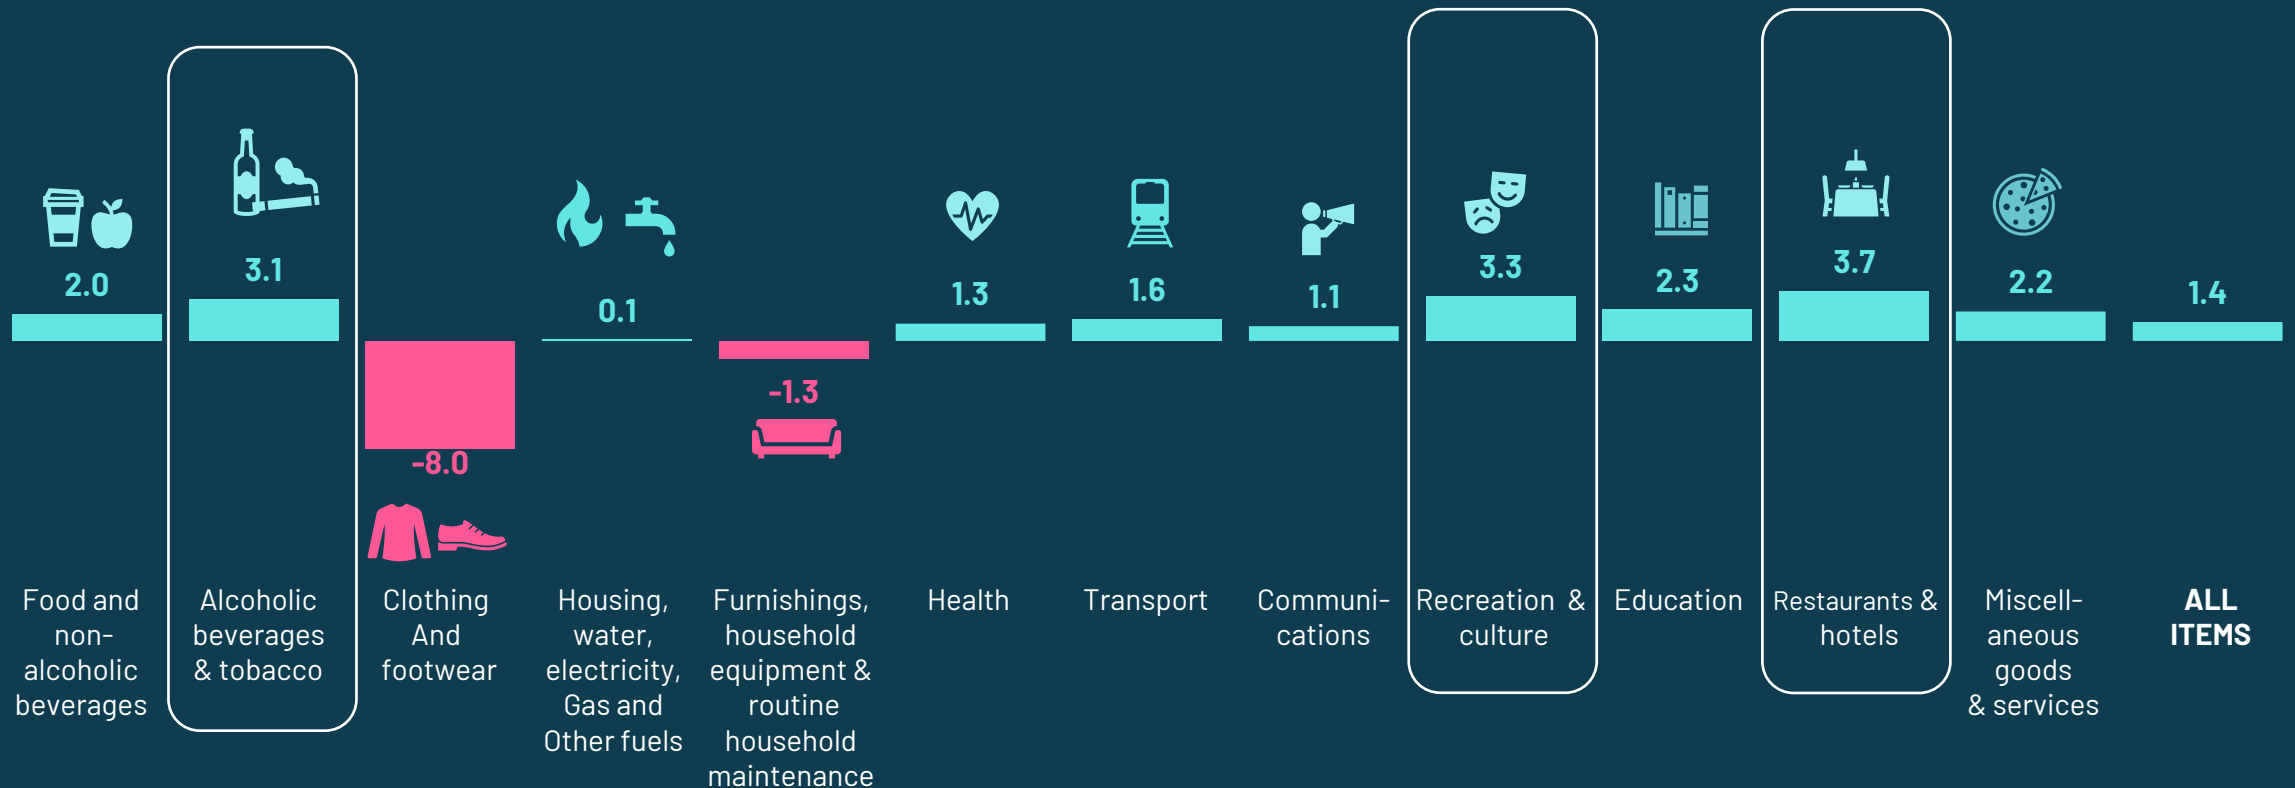 2.0
3.1
-8.0
0.1
-1.3
1.3
1.6
1.1
3.3
2.3
3.7
2.2
1.4
Food and
non-
alcoholic
beverages
Alcoholic
beverages
& tobacco
Clothing
And
footwear
Housing,
water,
electricity,
Gas and
Other fuels
Furnishings,
household
equipment &
routine
household
maintenance
Health
Transport
Communi-
cations
Recreation &
culture
Education
Restaurants &
hotels
Miscell-
aneous
goods
& services
ALL
ITEMS